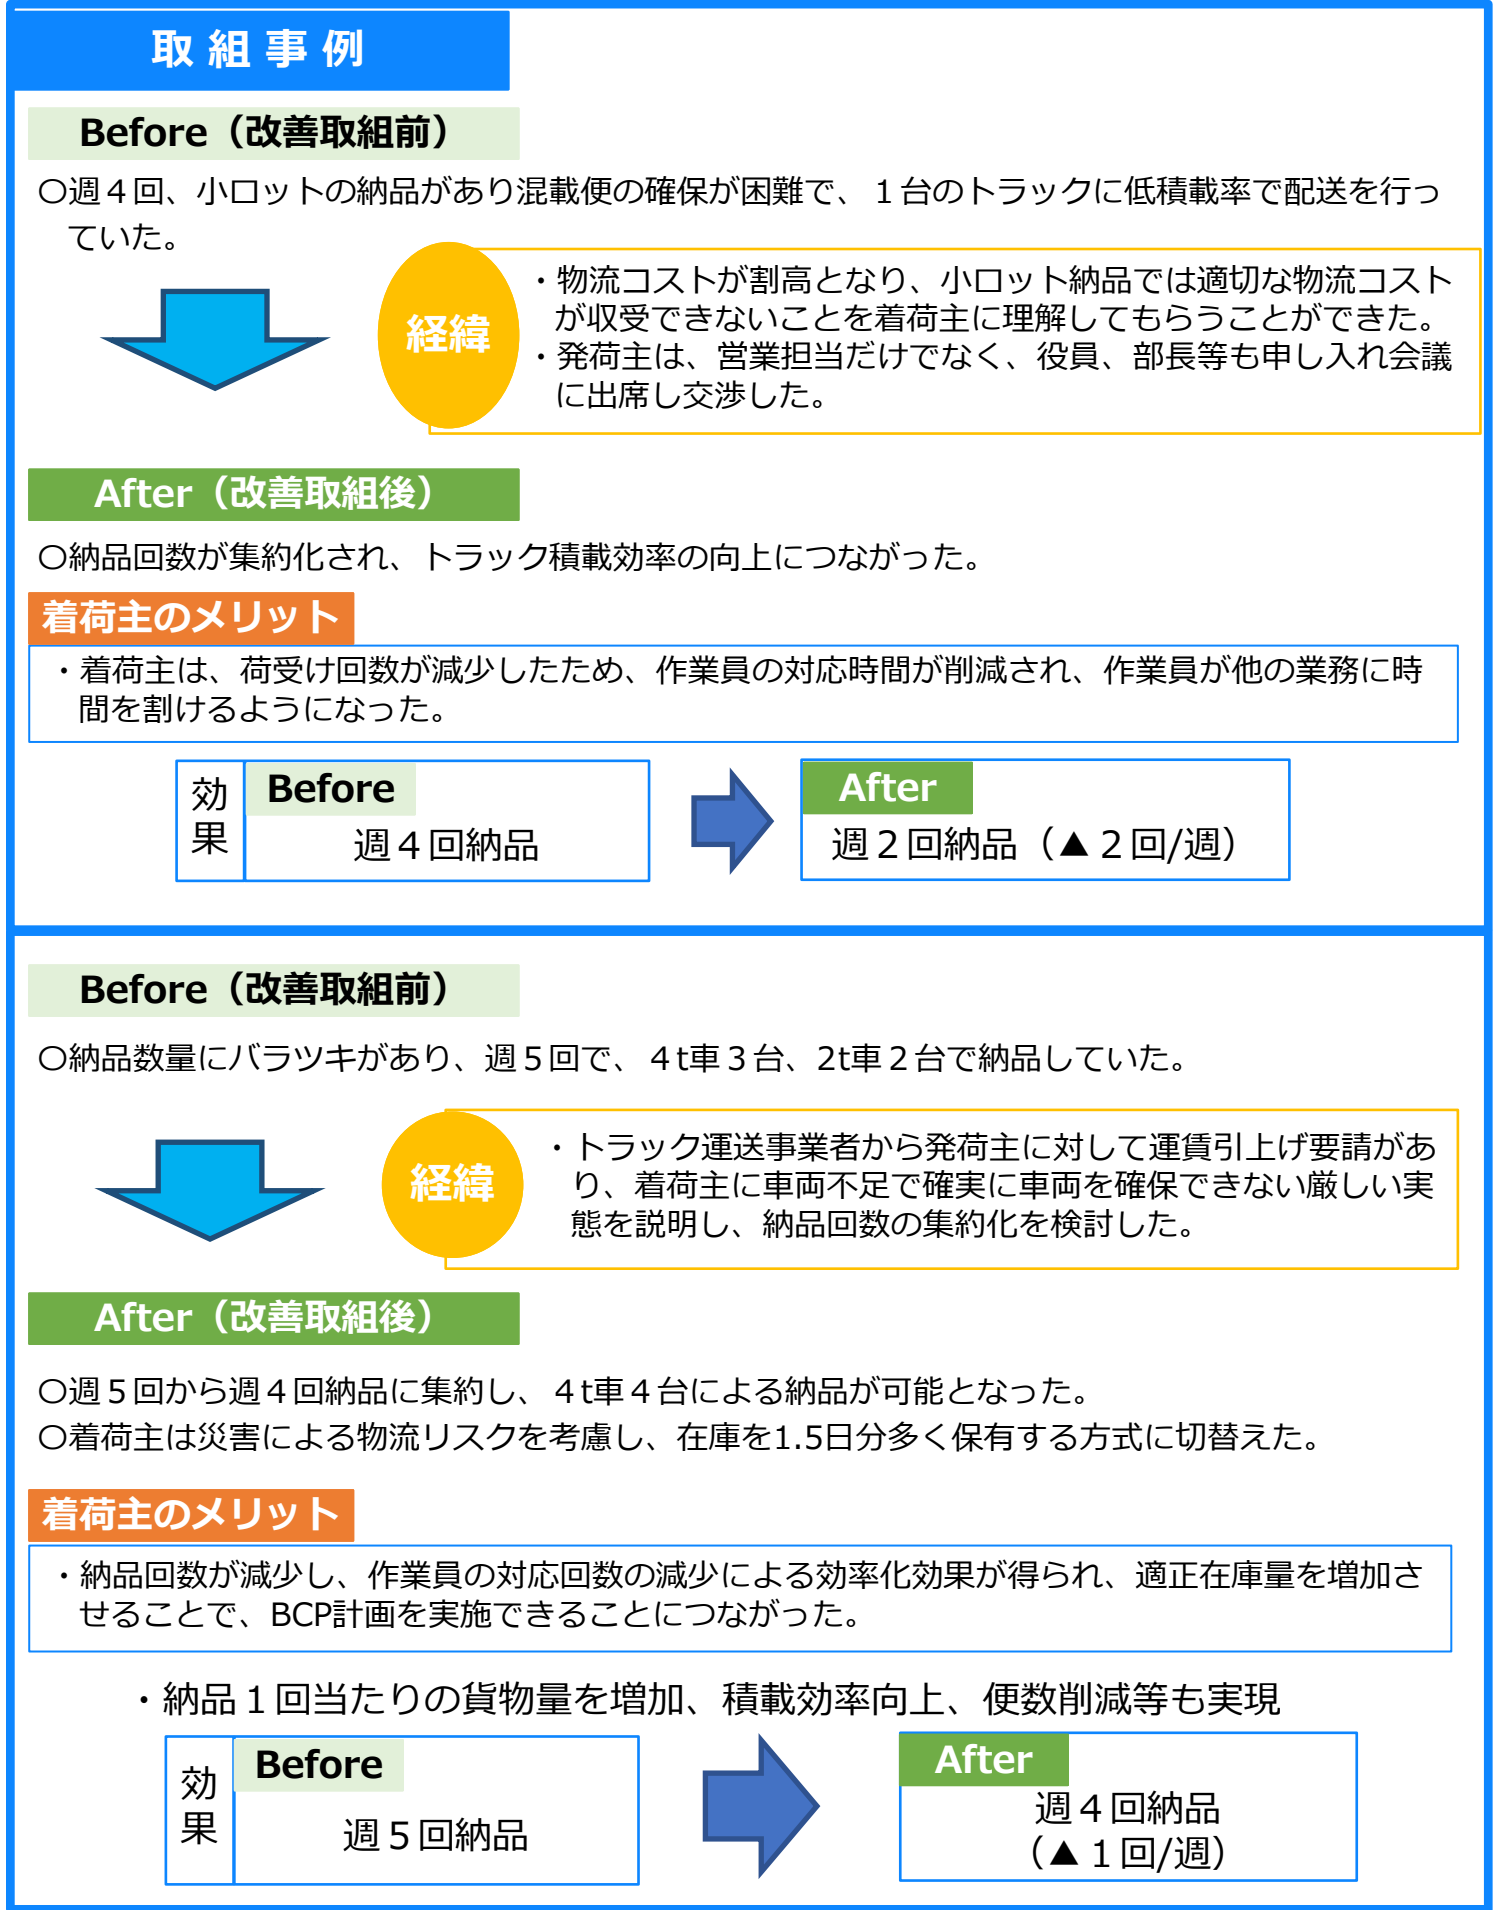 取組事例
Before（改善取組前）
〇週４回、小ロットの納品があり混載便の確保が困難で、１台のトラックに低積載率で配送を行っ
ていた。
経緯
・物流コストが割高となり、小ロット納品では適切な物流コスト
が収受できないことを着荷主に理解してもらうことができた。
・発荷主は、営業担当だけでなく、役員、部長等も申し入れ会議
に出席し交渉した。
After（改善取組後）
〇納品回数が集約化され、トラック積載効率の向上につながった。
着荷主のメリット
・着荷主は、荷受け回数が減少したため、作業員の対応時間が削減され、作業員が他の業務に時
間を割けるようになった。
効果
Before
週４回納品
After
週２回納品（▲２回/週）
Before（改善取組前）
〇納品数量にバラツキがあり、週５回で、４t車３台、2t車２台で納品していた。
経緯
・トラック運送事業者から発荷主に対して運賃引上げ要請があ
り、着荷主に車両不足で確実に車両を確保できない厳しい実
態を説明し、納品回数の集約化を検討した。
After（改善取組後）
〇週５回から週４回納品に集約し、４t車４台による納品が可能となった。
〇着荷主は災害による物流リスクを考慮し、在庫を1.5日分多く保有する方式に切替えた。
着荷主のメリット
・納品回数が減少し、作業員の対応回数の減少による効率化効果が得られ、適正在庫量を増加さ
せることで、BCP計画を実施できることにつながった。
・納品１回当たりの貨物量を増加、積載効率向上、便数削減等も実現
効果
Before
週５回納品
After
週４回納品
（▲１回/週）